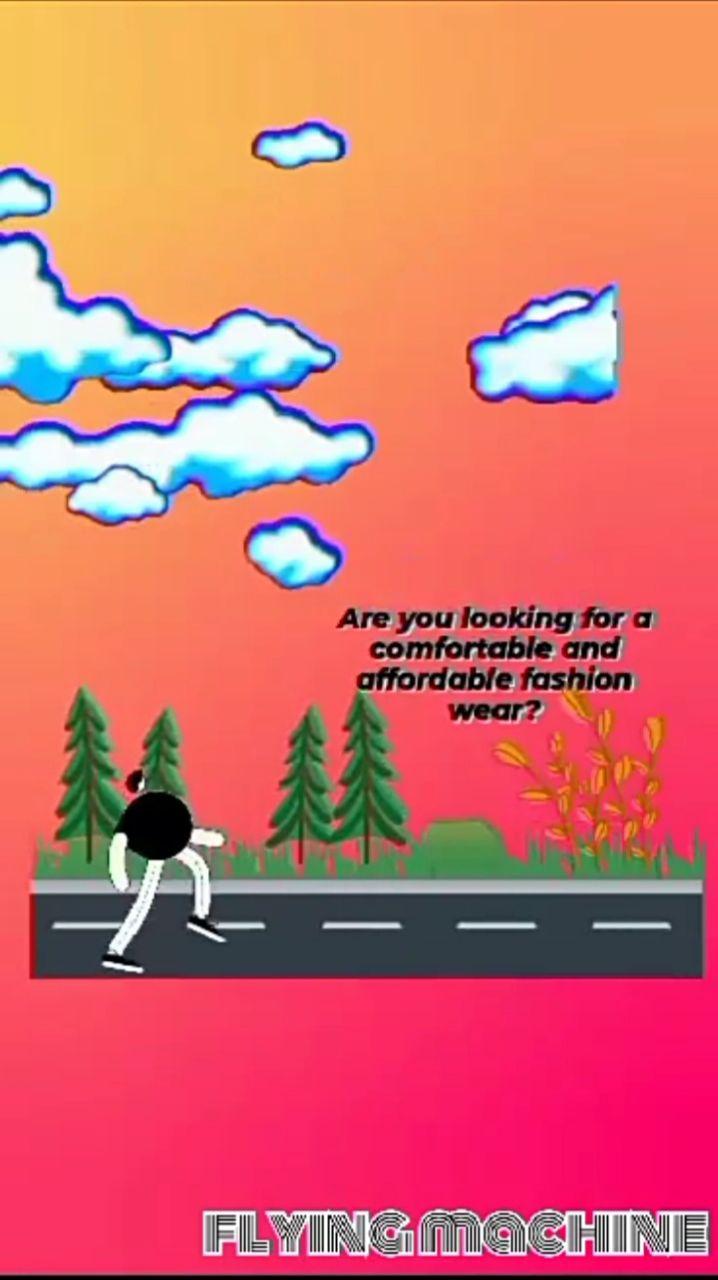 Are you looking for a
comfortable and
affordable fashion
wear?
FLYING MACHINE